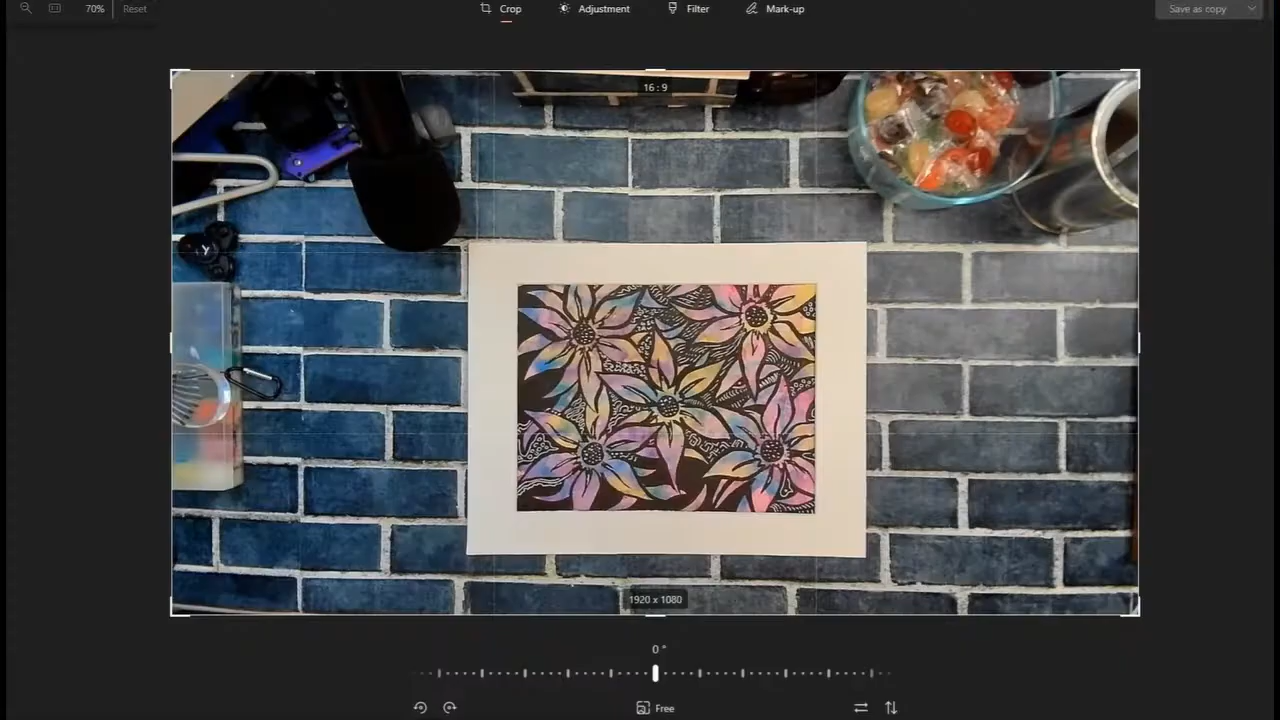 70% Reset Crop Adjustment Filter Mark-up Save as copy
16:9
1920 x 1080
0°
Free